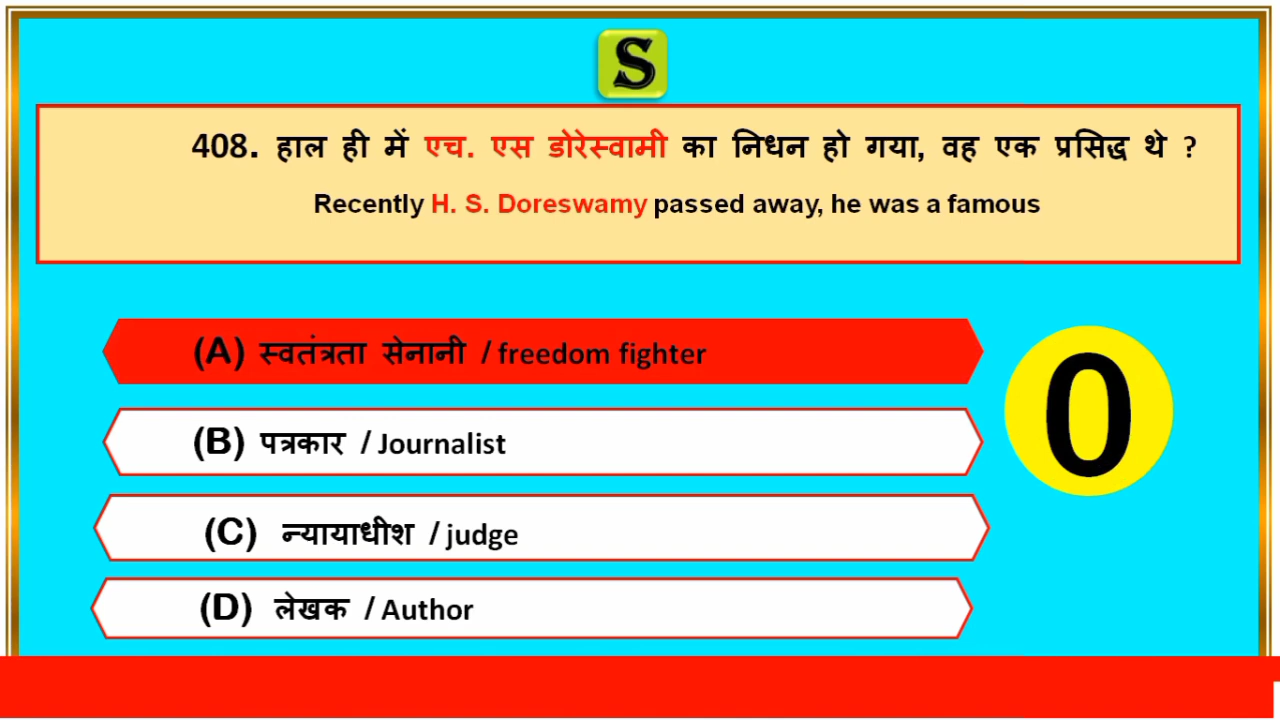 S
408. हाल ही में एच. एस डोरेस्वामी का निधन हो गया, वह एक प्रसिद्ध थे ?
Recently H. S. Doreswamy passed away, he was a famous
(A) स्वतंत्रता सेनानी / freedom fighter
(B) पत्रकार / Journalist
(C) न्यायाधीश / judge
(D) लेखक / Author
0